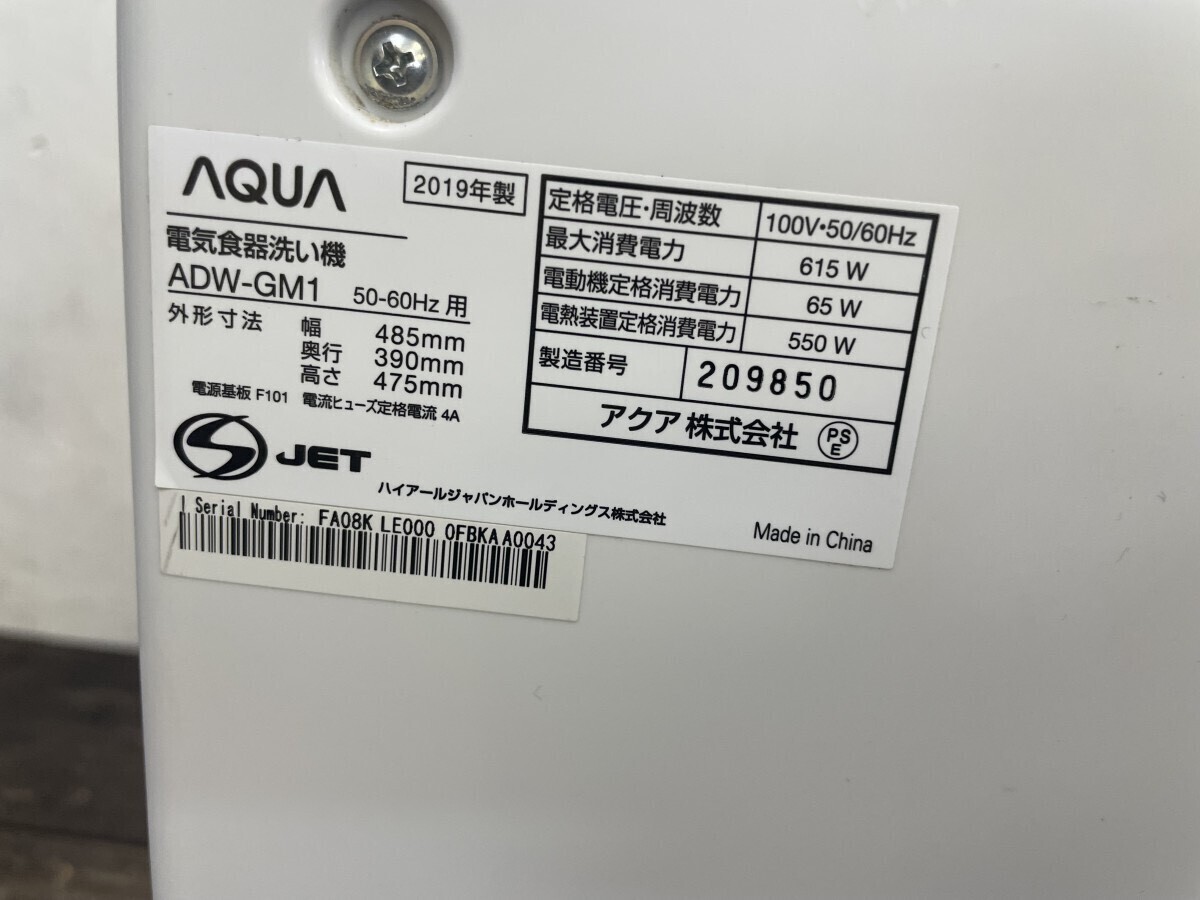 AQUA
2019年製
電気食器洗い機
ADW-GM1 50-60Hz 用
外形寸法 幅 485mm
奥行 390mm
高さ 475mm
電源基板 F101 電流ヒューズ定格電流 4A
S JET
定格電圧・周波数 100V・50/60Hz
最大消費電力 615 W
電動機定格消費電力 65 W
電熱装置定格消費電力 550 W
製造番号 209850
アクア株式会社 PSE
ハイアールジャパンホールディングス株式会社
Made in China
Serial Number: FA08K LE000 0FBKA A0043